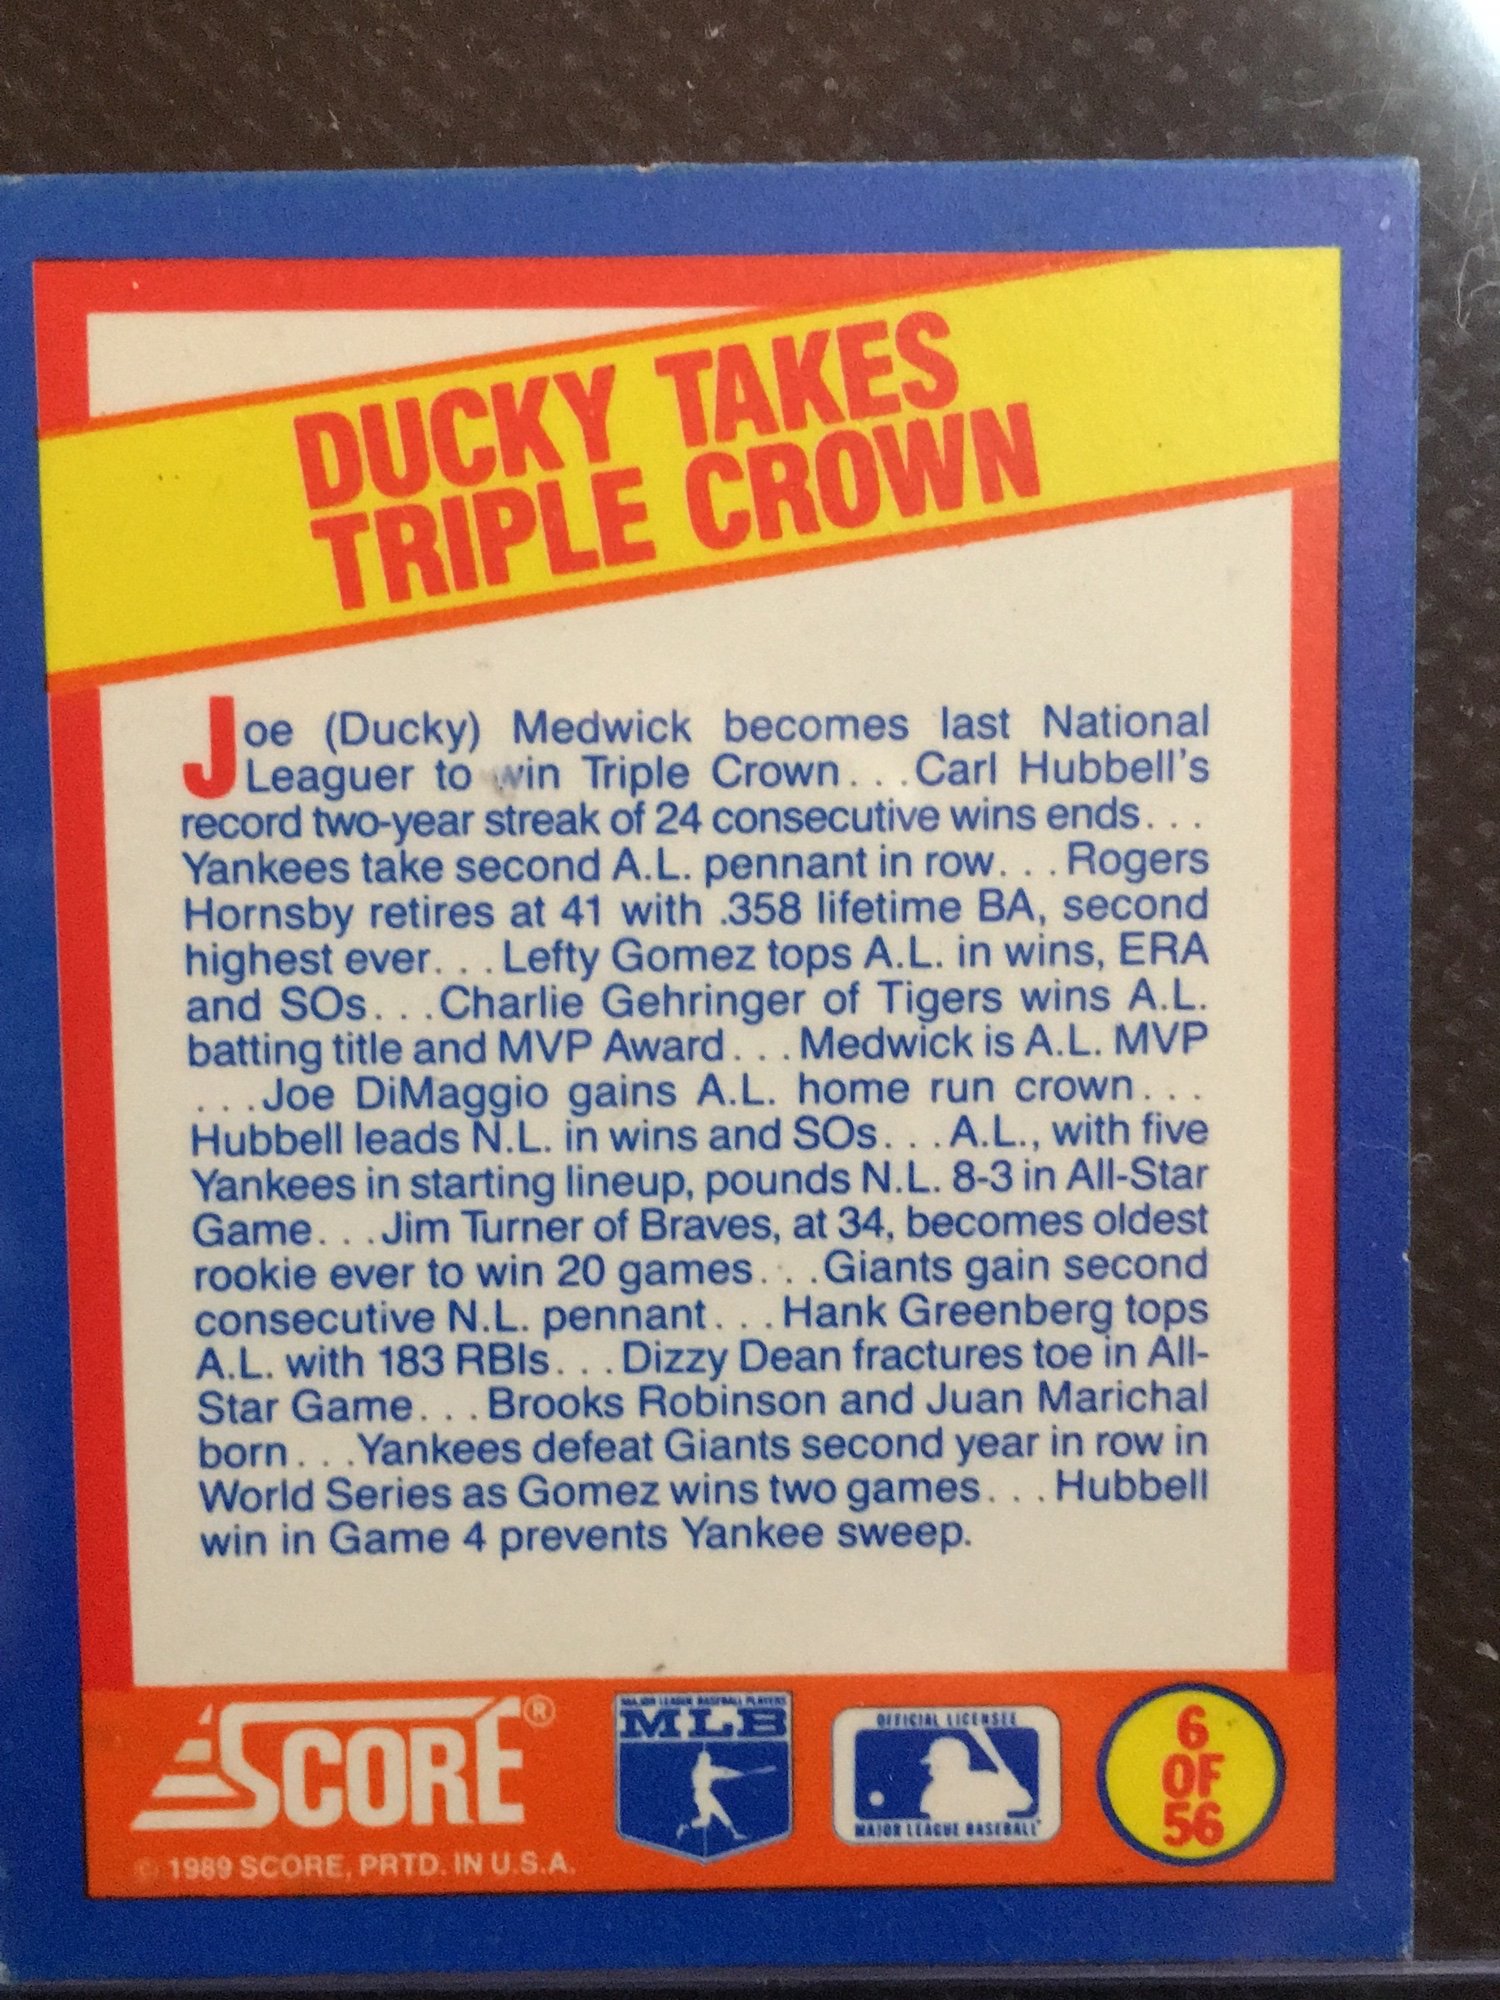 DUCKY TAKES
TRIPLE CROWN
Joe (Ducky) Medwick becomes last National
Leaguer to win Triple Crown...Carl Hubbell's
record two-year streak of 24 consecutive wins ends...
Yankees take second A.L. pennant in row...Rogers
Hornsby retires at 41 with .358 lifetime BA, second
highest ever...Lefty Gomez tops A.L. in wins, ERA
and SOs...Charlie Gehringer of Tigers wins A.L.
batting title and MVP Award...Medwick is A.L. MVP
...Joe DiMaggio gains A.L. home run crown...
Hubbell leads N.L. in wins and SOs...A.L., with five
Yankees in starting lineup, pounds N.L. 8-3 in All-Star
Game...Jim Turner of Braves, at 34, becomes oldest
rookie ever to win 20 games...Giants gain second
consecutive N.L. pennant...Hank Greenberg tops
A.L. with 183 RBIs...Dizzy Dean fractures toe in All-
Star Game...Brooks Robinson and Juan Marichal
born...Yankees defeat Giants second year in row in
World Series as Gomez wins two games...Hubbell
win in Game 4 prevents Yankee sweep.
SCORE®
© 1989 SCORE, PRTD. IN U.S.A.
MAJOR LEAGUE BASEBALL PLAYERS
MLB
OFFICIAL LICENSEE
MAJOR LEAGUE BASEBALL
6
OF
56